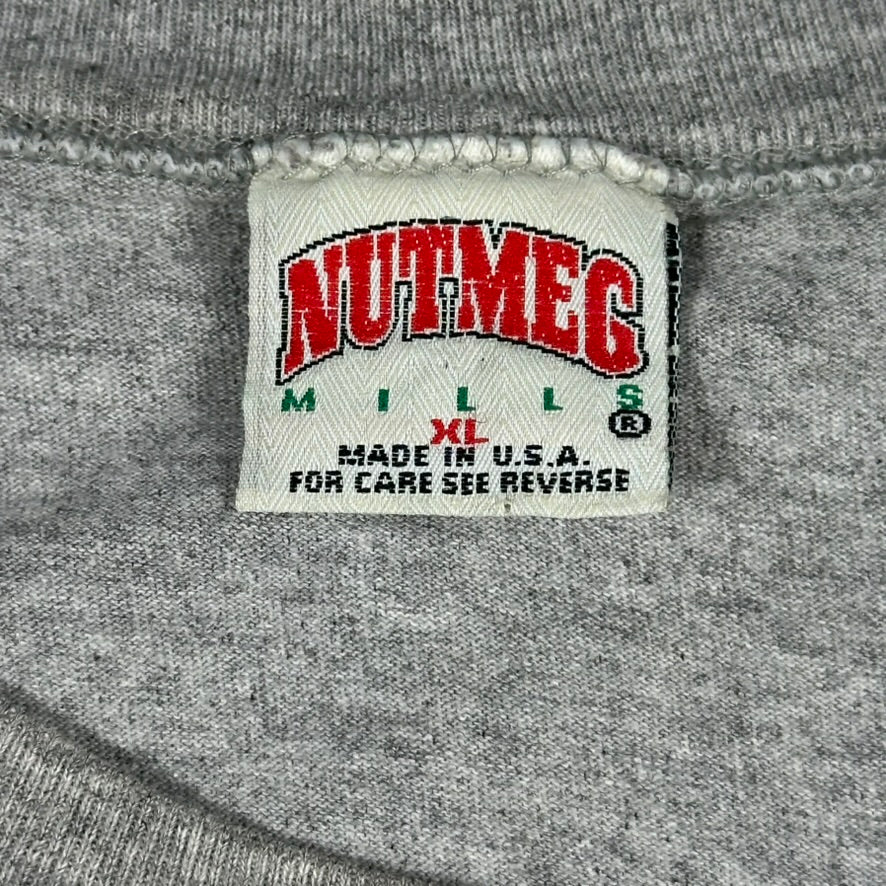 NUTMEG
MILLS
®
XL
MADE IN U.S.A.
FOR CARE SEE REVERSE